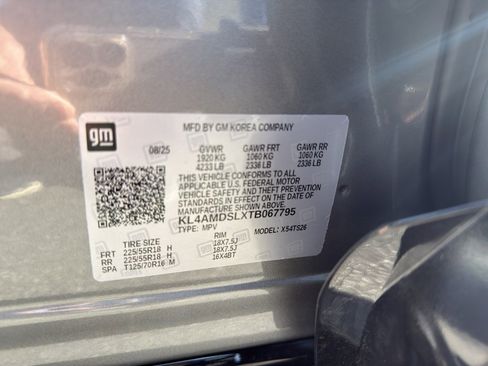 gm
MFD BY GM KOREA COMPANY
08/25 GVWR GAWR FRT GAWR RR
1920 KG 1060 KG 1060 KG
4233 LB 2336 LB 2336 LB
THIS VEHICLE CONFORMS TO ALL
APPLICABLE U.S. FEDERAL MOTOR
VEHICLE SAFETY AND THEFT PREVENTION
STANDARDS IN EFFECT ON THE DATE OF
MANUFACTURE SHOWN ABOVE.
KL4AMDSLXTB067795
TYPE: MPV MODEL: X54TS26
TIRE SIZE RIM
FRT 225/55R18 H 18X7.5J
RR 225/55R18 H 18X7.5J
SPA T125/70R16 M 16X4BT